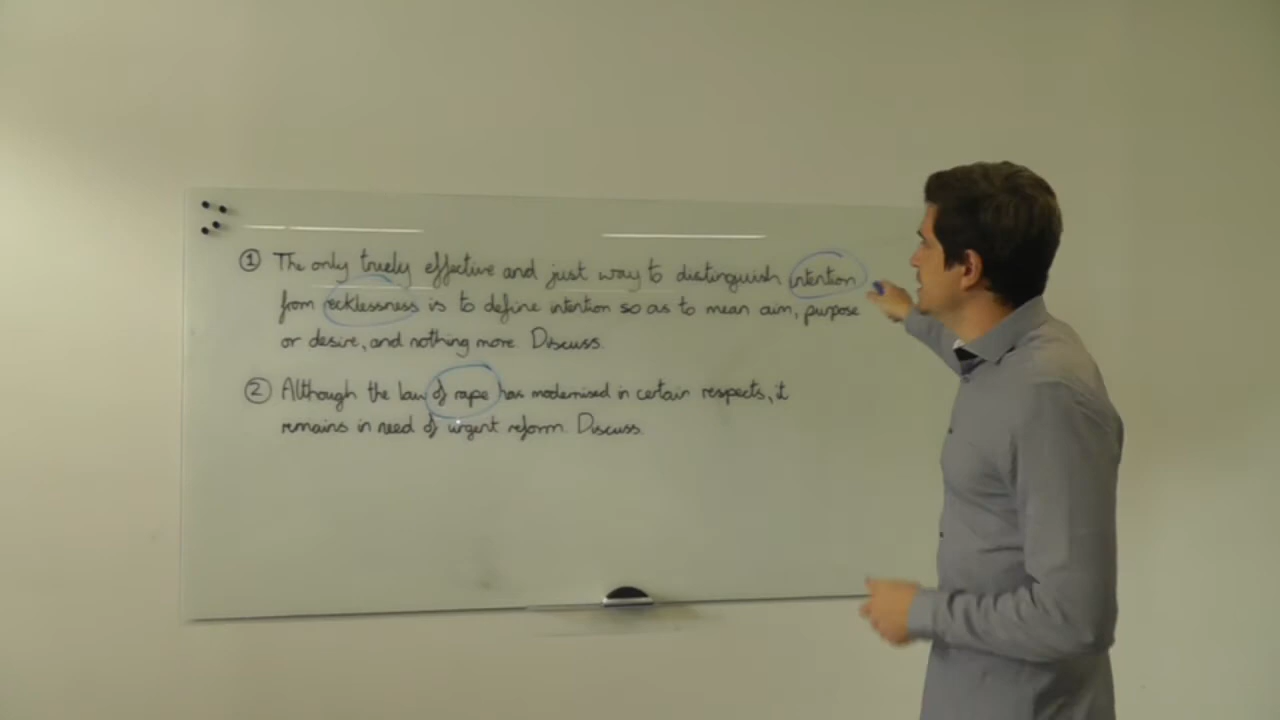 ① The only truely effective and just way to distinguish intention
from recklessness is to define intention so as to mean aim, purpose
or desire, and nothing more. Discuss.
② Although the law of rape has modernised in certain respects, it
remains in need of urgent reform. Discuss.